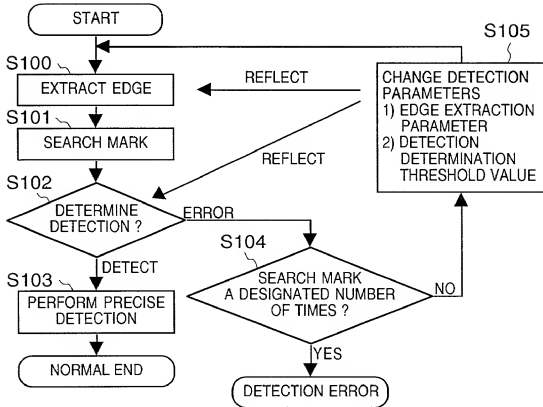 START
S100
EXTRACT EDGE
S101
SEARCH MARK
S102
DETERMINE
DETECTION ?
ERROR
DETECT
S103
PERFORM PRECISE
DETECTION
NORMAL END
REFLECT
REFLECT
S105
CHANGE DETECTION
PARAMETERS
1) EDGE EXTRACTION
PARAMETER
2) DETECTION
DETERMINATION
THRESHOLD VALUE
S104
SEARCH MARK
A DESIGNATED NUMBER
OF TIMES ?
NO
YES
DETECTION ERROR